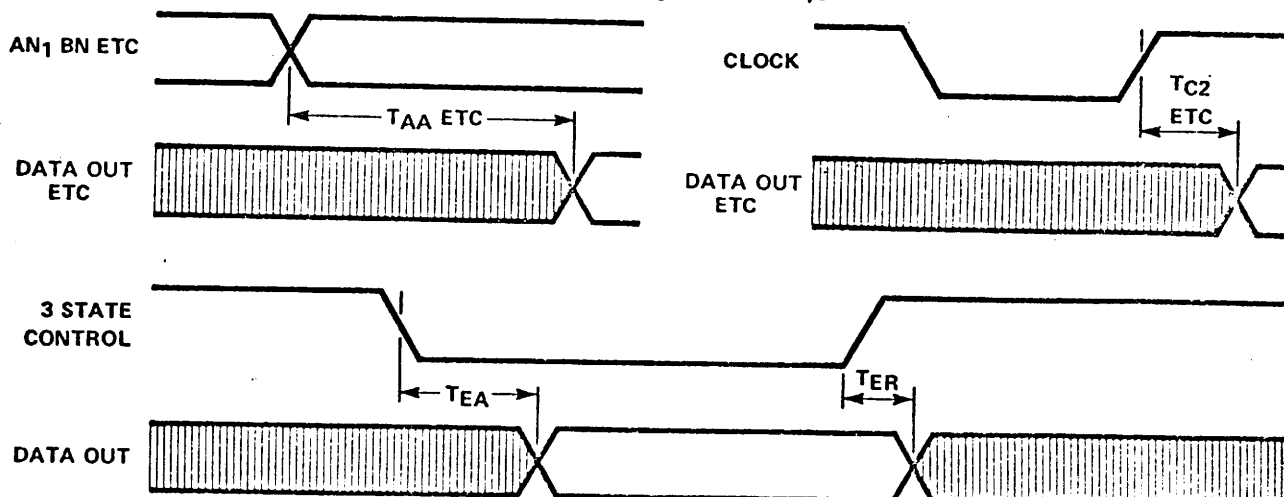 AN1 BN ETC
TAA ETC
DATA OUT
ETC
CLOCK
TC2
ETC
DATA OUT
ETC
3 STATE
CONTROL
TEA
TER
DATA OUT